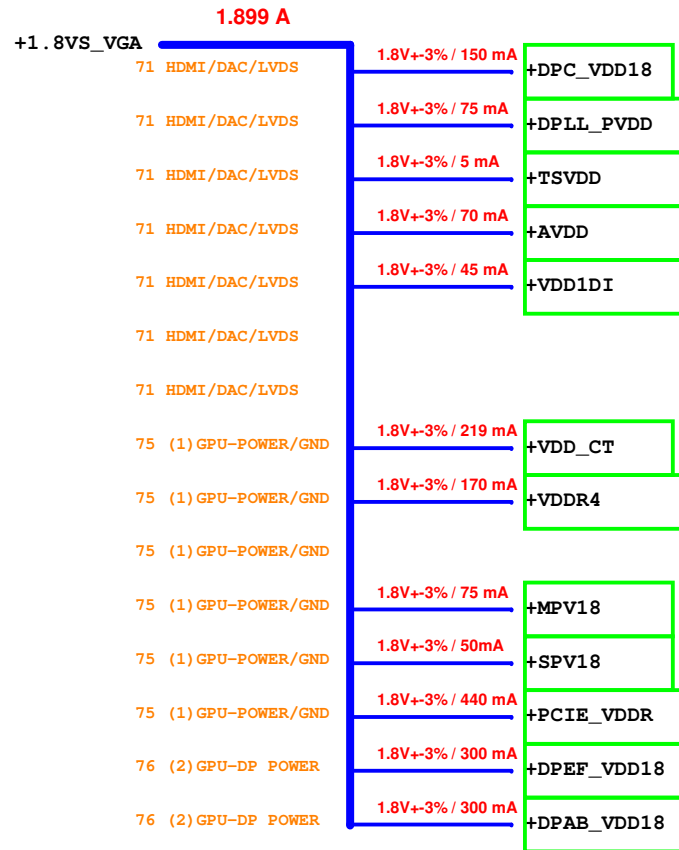 1.899 A
+1.8VS_VGA
71 HDMI/DAC/LVDS 1.8V+-3% / 150 mA +DPC_VDD18
71 HDMI/DAC/LVDS 1.8V+-3% / 75 mA +DPLL_PVDD
71 HDMI/DAC/LVDS 1.8V+-3% / 5 mA +TSVDD
71 HDMI/DAC/LVDS 1.8V+-3% / 70 mA +AVDD
71 HDMI/DAC/LVDS 1.8V+-3% / 45 mA +VDD1DI
71 HDMI/DAC/LVDS
71 HDMI/DAC/LVDS
75 (1)GPU-POWER/GND 1.8V+-3% / 219 mA +VDD_CT
75 (1)GPU-POWER/GND 1.8V+-3% / 170 mA +VDDR4
75 (1)GPU-POWER/GND
75 (1)GPU-POWER/GND 1.8V+-3% / 75 mA +MPV18
75 (1)GPU-POWER/GND 1.8V+-3% / 50mA +SPV18
75 (1)GPU-POWER/GND 1.8V+-3% / 440 mA +PCIE_VDDR
76 (2)GPU-DP POWER 1.8V+-3% / 300 mA +DPEF_VDD18
76 (2)GPU-DP POWER 1.8V+-3% / 300 mA +DPAB_VDD18